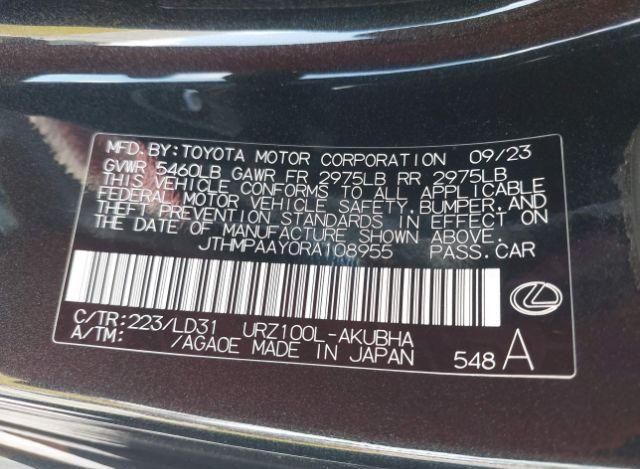 MFD. BY: TOYOTA MOTOR CORPORATION 09/23
GVWR 5460LB GAWR FR 2975LB RR 2975LB
THIS VEHICLE CONFORMS TO ALL APPLICABLE
FEDERAL MOTOR VEHICLE SAFETY, BUMPER, AND
THEFT PREVENTION STANDARDS IN EFFECT ON
THE DATE OF MANUFACTURE SHOWN ABOVE.
JTHMPAAY0RA108955 PASS.CAR
C/TR:223/LD31 URZ100L-AKUBHA
A/TM: /AGA0E MADE IN JAPAN
548 A